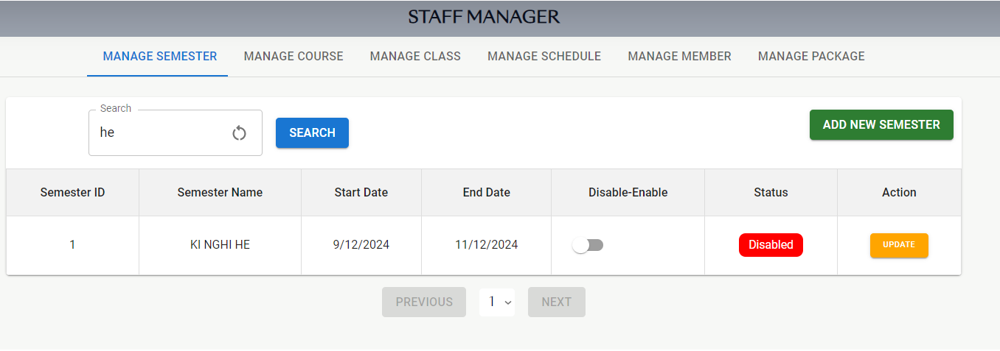 STAFF MANAGER
MANAGE SEMESTER MANAGE COURSE MANAGE CLASS MANAGE SCHEDULE MANAGE MEMBER MANAGE PACKAGE
Search
he
SEARCH
ADD NEW SEMESTER
Semester ID Semester Name Start Date End Date Disable-Enable Status Action
1 KI NGHI HE 9/12/2024 11/12/2024 Disabled UPDATE
PREVIOUS 1 NEXT